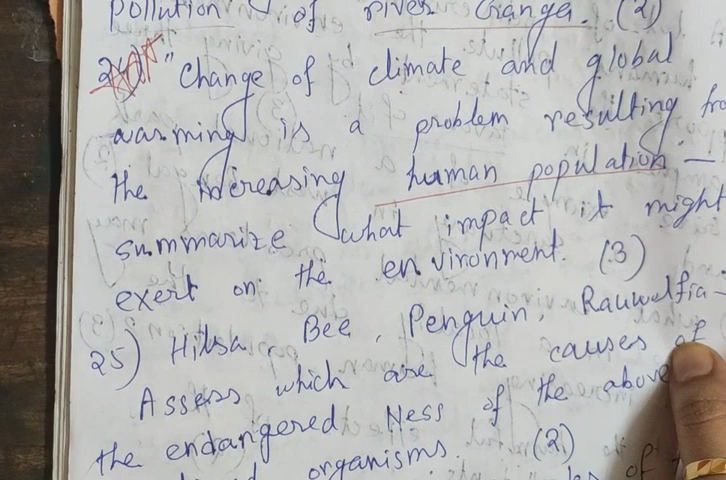 Pollution of river Ganga. (2)
24) "Change of climate and global
warming is a problem resulting
the increasing human population –
summarize what impact it might
exert on the environment. (3)
25) Hilsa, Bee, Penguin, Rauwolfia –
Assess which are the causes of
the endangered Ness of the above
organisms. (2)